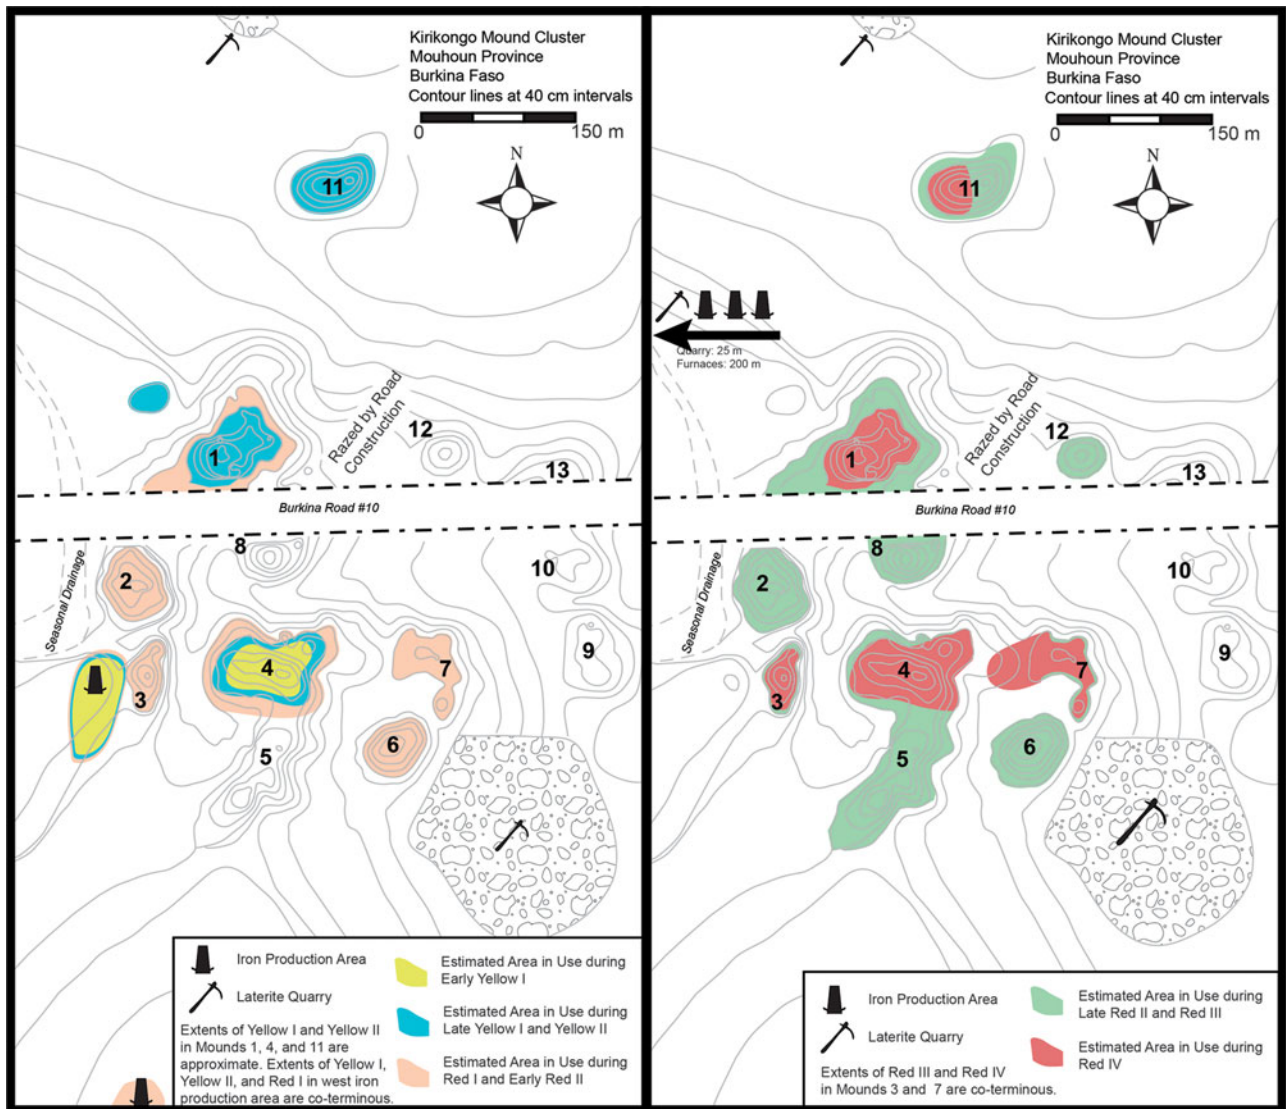 Kirikongo Mound Cluster
Mouhoun Province
Burkina Faso
Contour lines at 40 cm intervals
0 150 m
N
11
Razed by Road
Construction
12
1
13
Burkina Road #10
Seasonal Drainage
8
2
10
9
4
7
3
6
5
Iron Production Area
Laterite Quarry
Extents of Yellow I and Yellow II
in Mounds 1, 4, and 11 are
approximate. Extents of Yellow I,
Yellow II, and Red I in west iron
production area are co-terminous.
Estimated Area in Use during
Early Yellow I
Estimated Area in Use during
Late Yellow I and Yellow II
Estimated Area in Use during
Red I and Early Red II
Kirikongo Mound Cluster
Mouhoun Province
Burkina Faso
Contour lines at 40 cm intervals
0 150 m
N
11
Quarry: 25 m
Furnaces: 200 m
Razed by Road
Construction
12
1
13
Burkina Road #10
Seasonal Drainage
8
2
10
9
4
7
3
6
5
Iron Production Area
Laterite Quarry
Extents of Red III and Red IV
in Mounds 3 and 7 are co-terminous.
Estimated Area in Use during
Late Red II and Red III
Estimated Area in Use during
Red IV